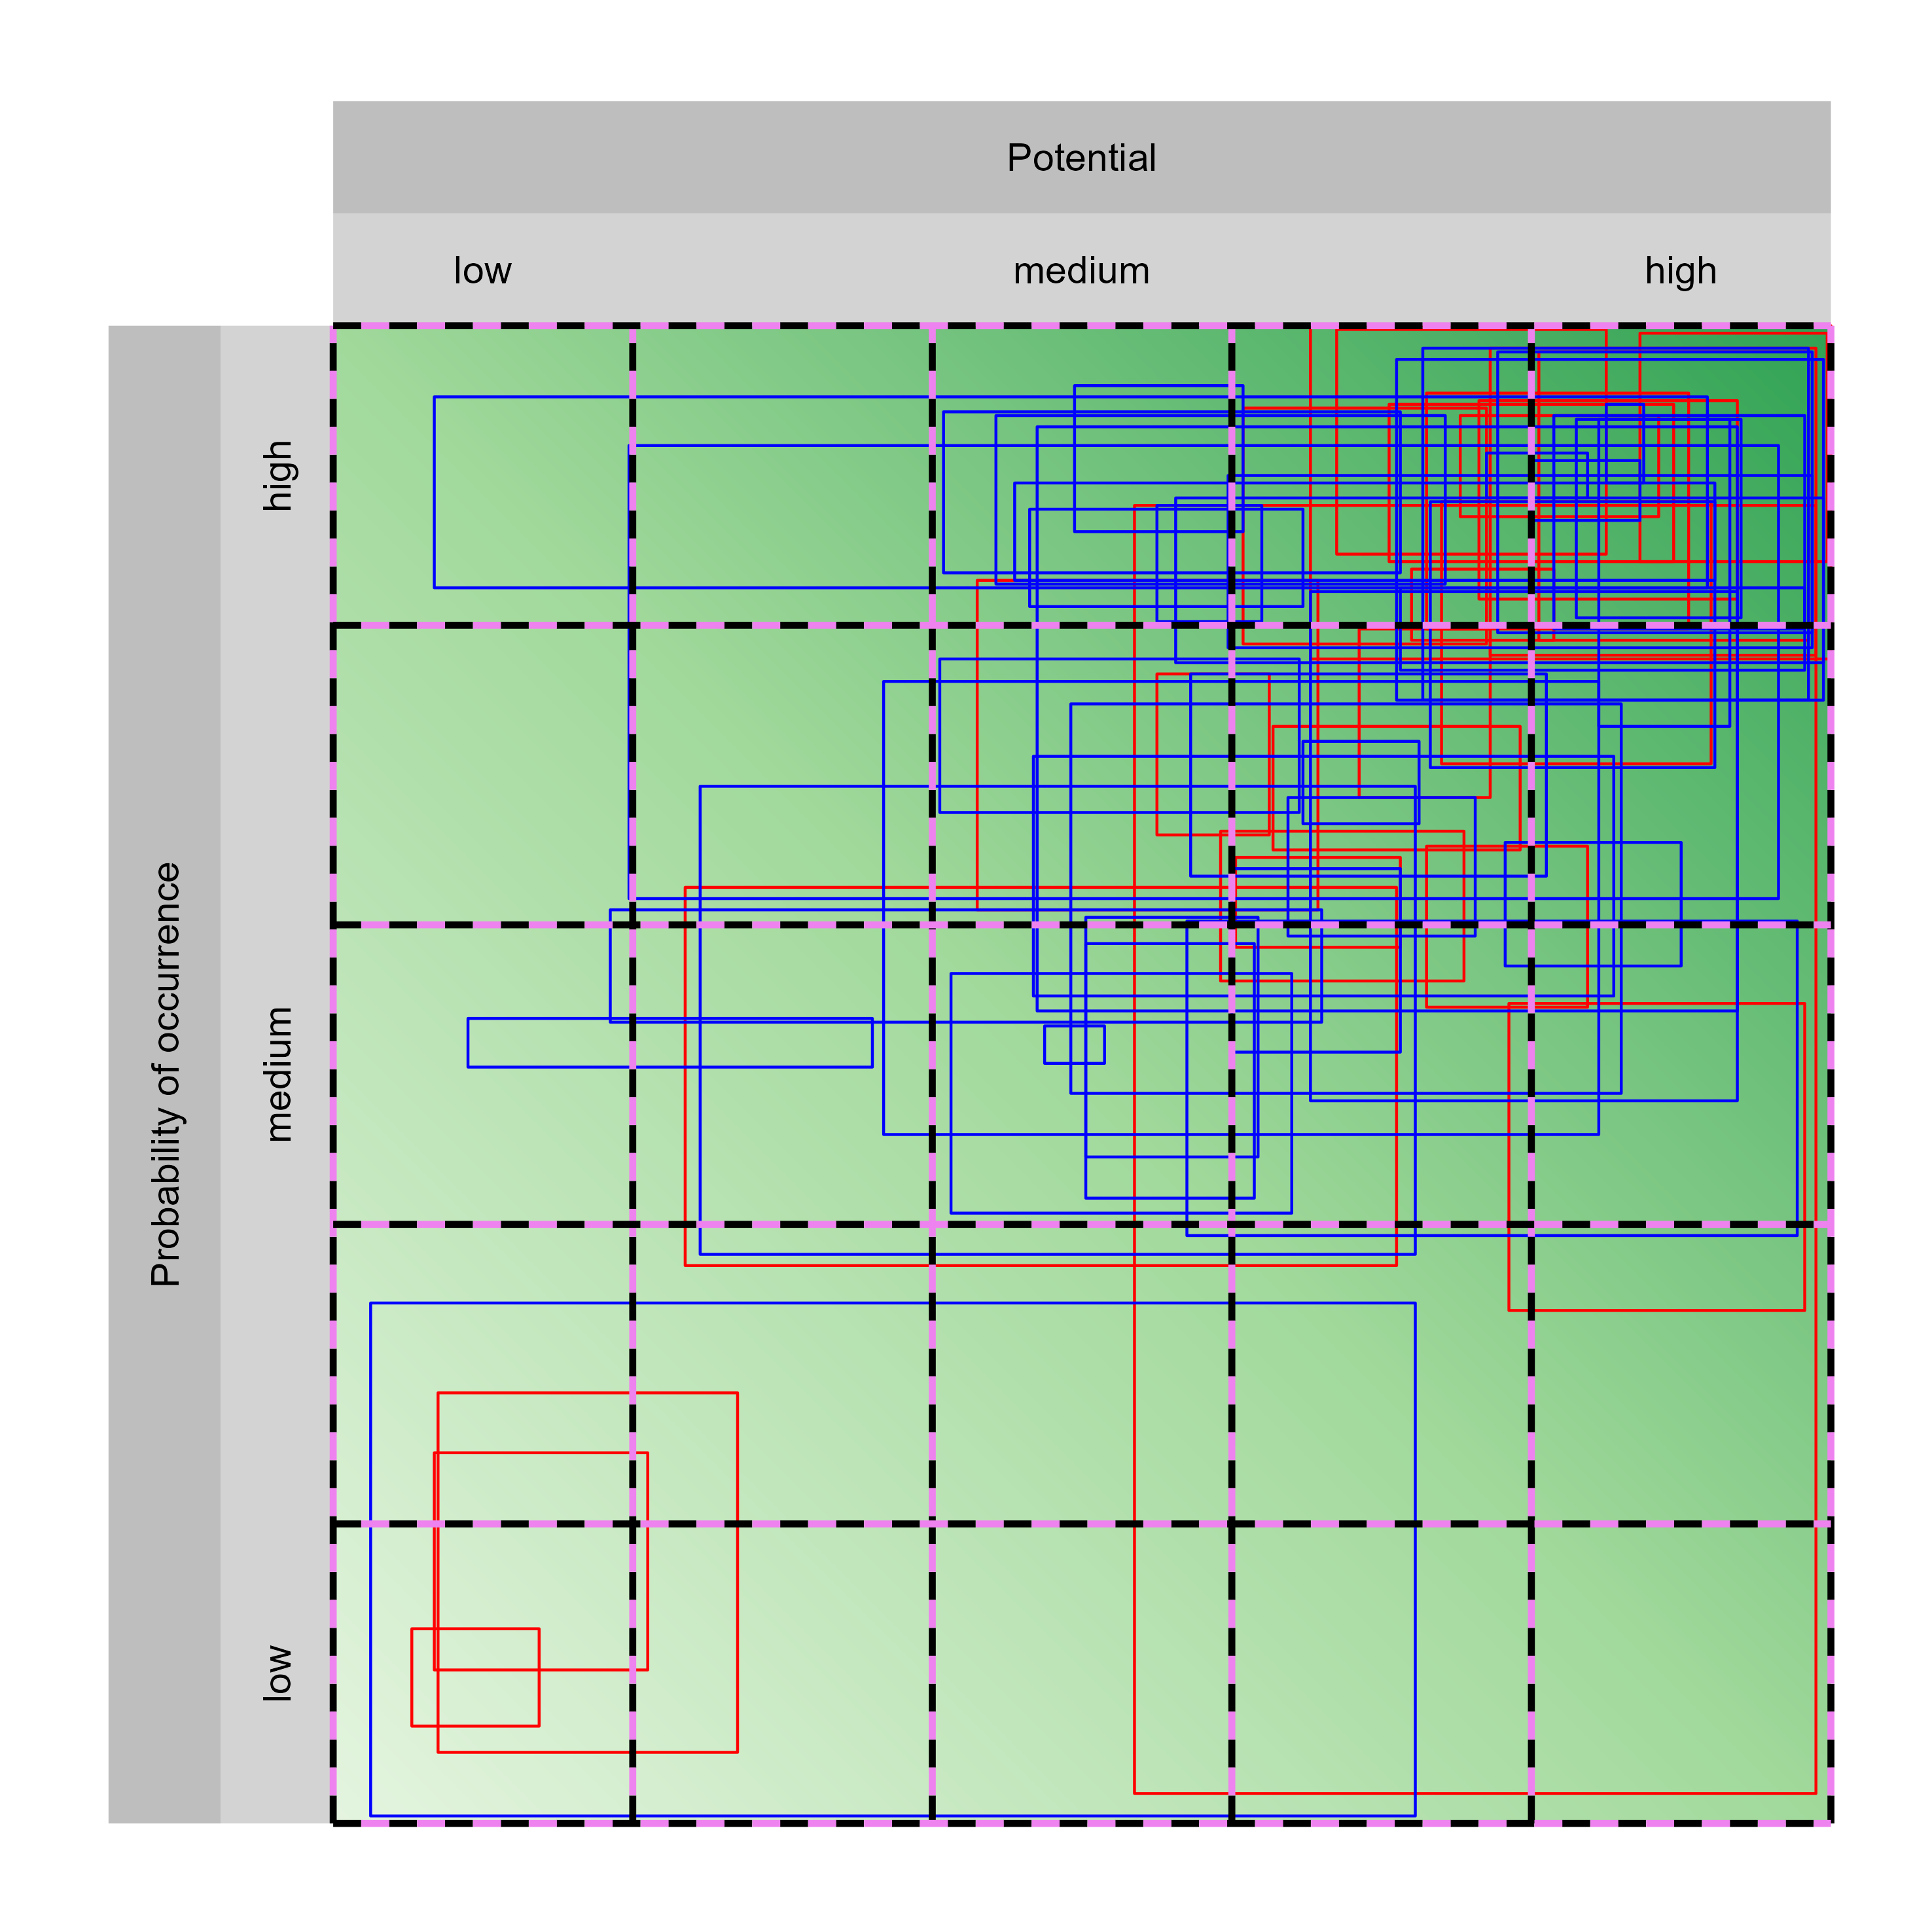 Potential
low
medium
high
Probability of occurrence
high
medium
low